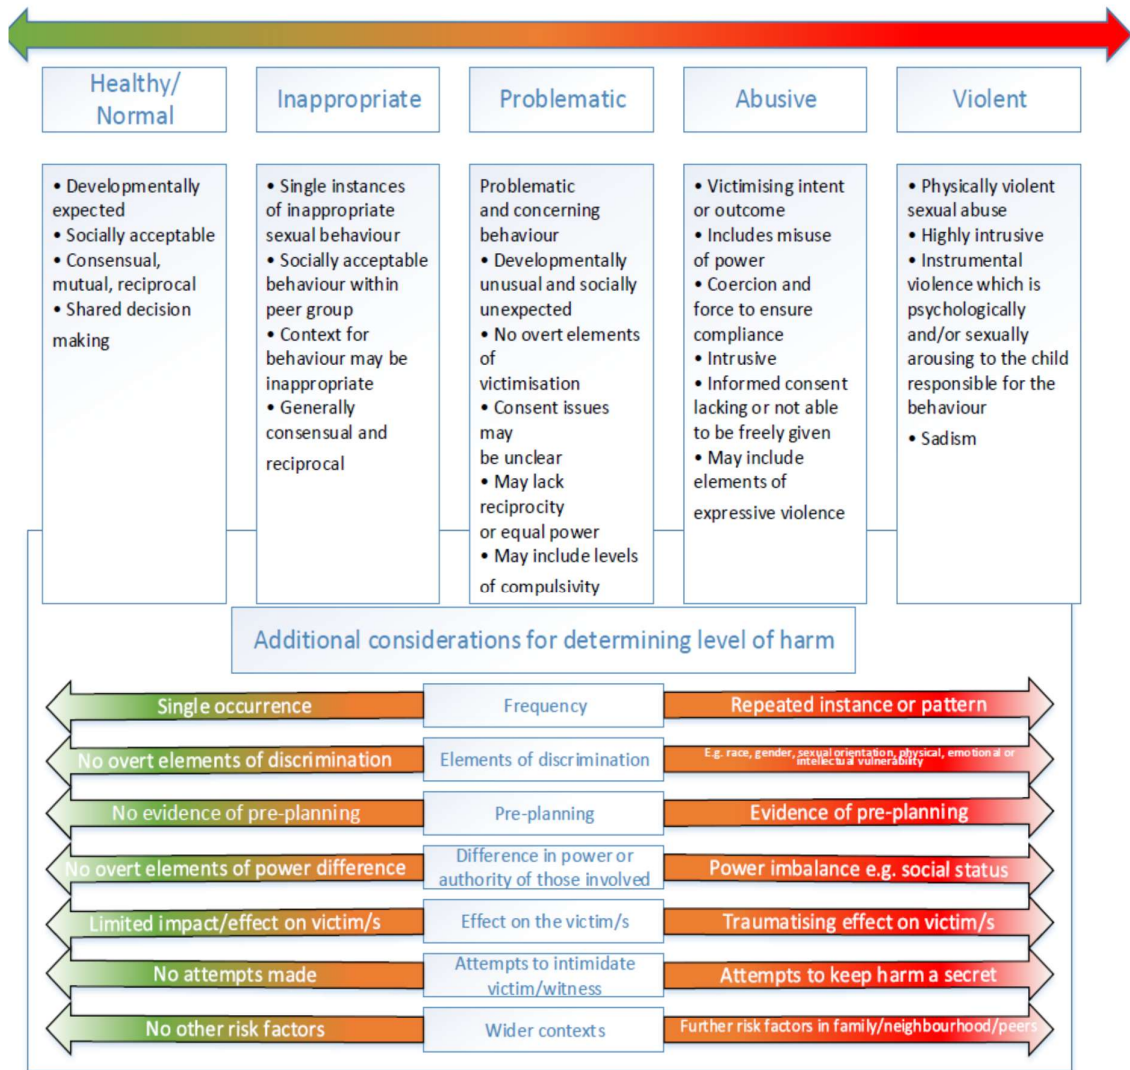 Healthy/
Normal
Inappropriate
Problematic
Abusive
Violent
• Developmentally
expected
• Socially acceptable
• Consensual,
mutual, reciprocal
• Shared decision
making
• Single instances
of inappropriate
sexual behaviour
• Socially acceptable
behaviour within
peer group
• Context for
behaviour may be
inappropriate
• Generally
consensual and
reciprocal
Problematic
and concerning
behaviour
• Developmentally
unusual and socially
unexpected
• No overt elements
of
victimisation
• Consent issues
may
be unclear
• May lack
reciprocity
or equal power
• May include levels
of compulsivity
• Victimising intent
or outcome
• Includes misuse
of power
• Coercion and
force to ensure
compliance
• Intrusive
• Informed consent
lacking or not able
to be freely given
• May include
elements of
expressive violence
• Physically violent
sexual abuse
• Highly intrusive
• Instrumental
violence which is
psychologically
and/or sexually
arousing to the child
responsible for the
behaviour
• Sadism
Additional considerations for determining level of harm
Single occurrence
Frequency
Repeated instance or pattern
No overt elements of discrimination
Elements of discrimination
E.g. race, gender, sexual orientation, physical, emotional or
intellectual vulnerability
No evidence of pre-planning
Pre-planning
Evidence of pre-planning
No overt elements of power difference
Difference in power or
authority of those involved
Power imbalance e.g. social status
Limited impact/effect on victim/s
Effect on the victim/s
Traumatising effect on victim/s
No attempts made
Attempts to intimidate
victim/witness
Attempts to keep harm a secret
No other risk factors
Wider contexts
Further risk factors in family/neighbourhood/peers